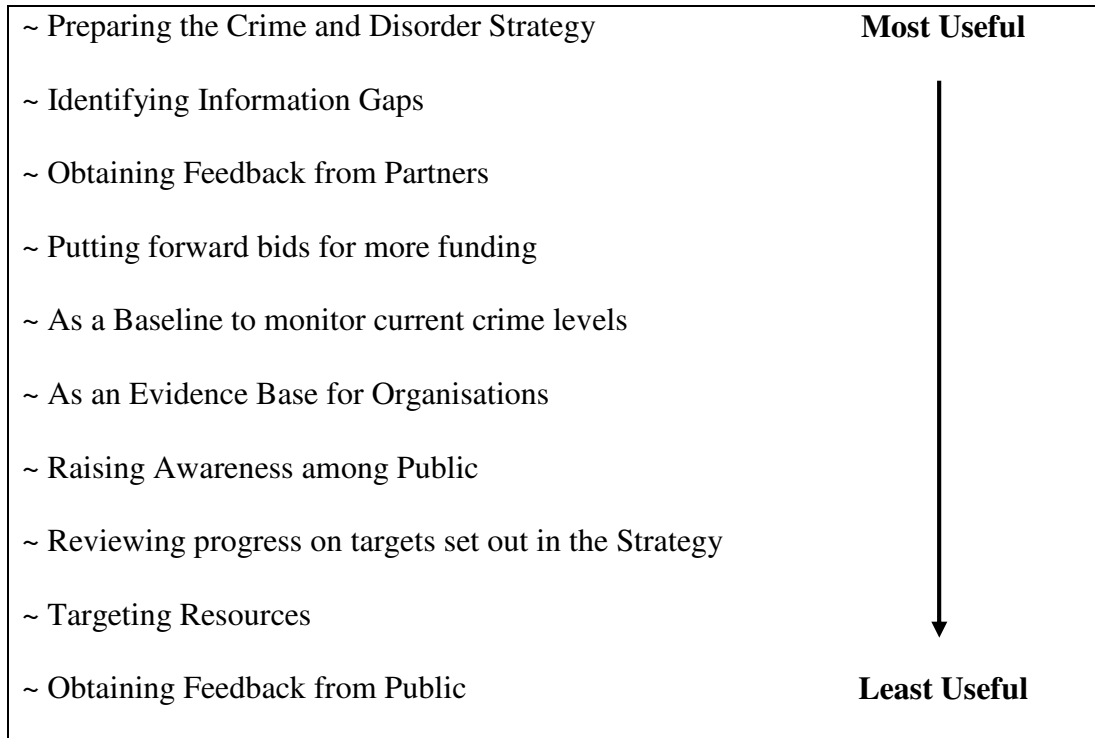 ~ Preparing the Crime and Disorder Strategy Most Useful
~ Identifying Information Gaps
~ Obtaining Feedback from Partners
~ Putting forward bids for more funding
~ As a Baseline to monitor current crime levels
~ As an Evidence Base for Organisations
~ Raising Awareness among Public
~ Reviewing progress on targets set out in the Strategy
~ Targeting Resources
~ Obtaining Feedback from Public Least Useful